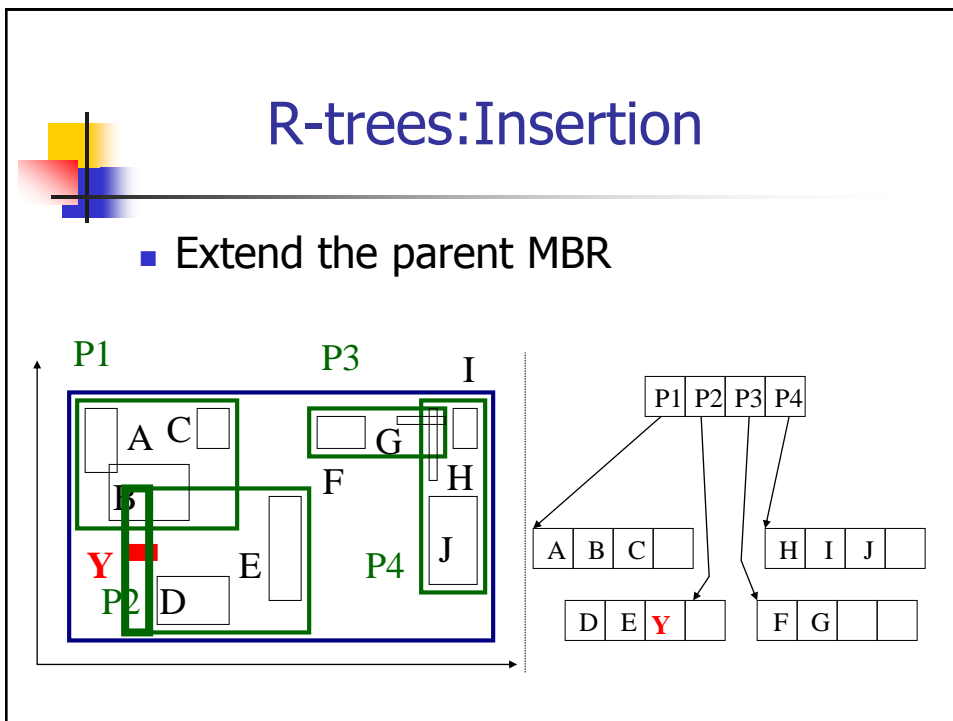 R-trees:Insertion
Extend the parent MBR
P1
P3
I
A
C
G
B
F
H
Y
E
P4
J
P2
D
P1 P2 P3 P4
A B C
H I J
D E Y
F G